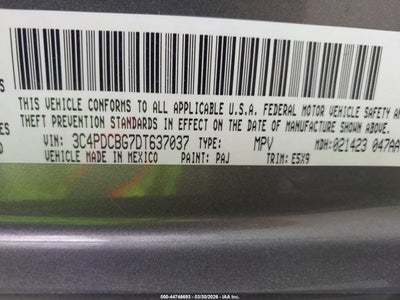 THIS VEHICLE CONFORMS TO ALL APPLICABLE U.S.A. FEDERAL MOTOR VEHICLE SAFETY AN
THEFT PREVENTION STANDARDS IN EFFECT ON THE DATE OF MANUFACTURE SHOWN ABOVE.
VIN: 3C4PDCBG7DT637037 TYPE: MPV MDH: 021423 047AA
VEHICLE MADE IN MEXICO PAINT: PAJ TRIM: E5X9
000-44746693 - 03/30/2026 - IAA Inc.